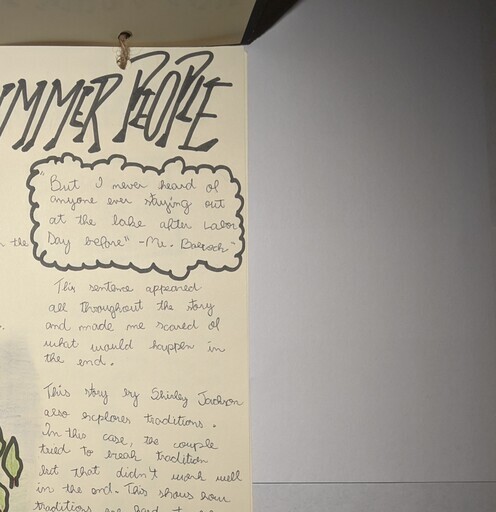 UMMER PEOPLE
"But I never heard of
anyone ever staying out
at the lake after Labor
Day before" - Mr. Babcock"
n the
This sentence appeared
all throughout the story
and made me scared of
what would happen in
the end.
This story by Shirley Jackson
also explores traditions.
In this case, the couple
tried to break tradition
but that didn't work well
in the end. This shows how
traditions are hard to